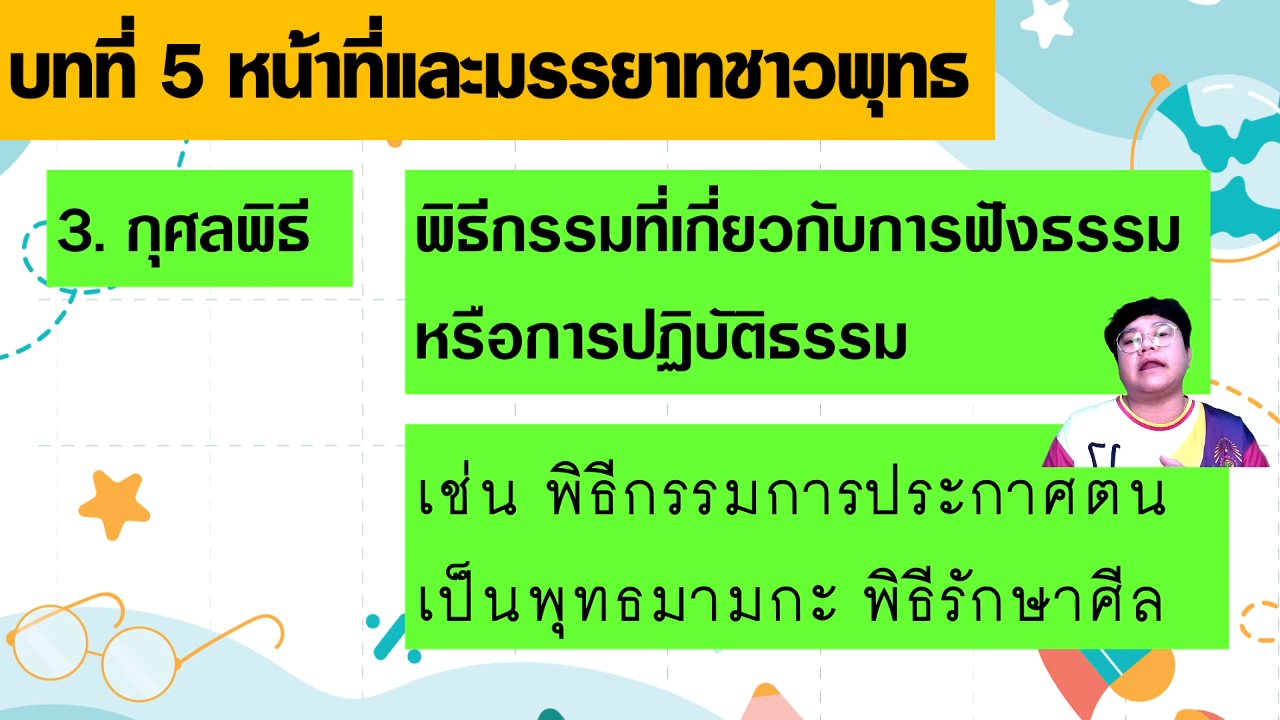 บทที่ 5 หน้าที่และมรรยาทชาวพุทธ
3. กุศลพิธี
พิธีกรรมที่เกี่ยวกับการฟังธรรม
หรือการปฏิบัติธรรม
เช่น พิธีกรรมการประกาศตน
เป็นพุทธมามกะ พิธีรักษาศีล